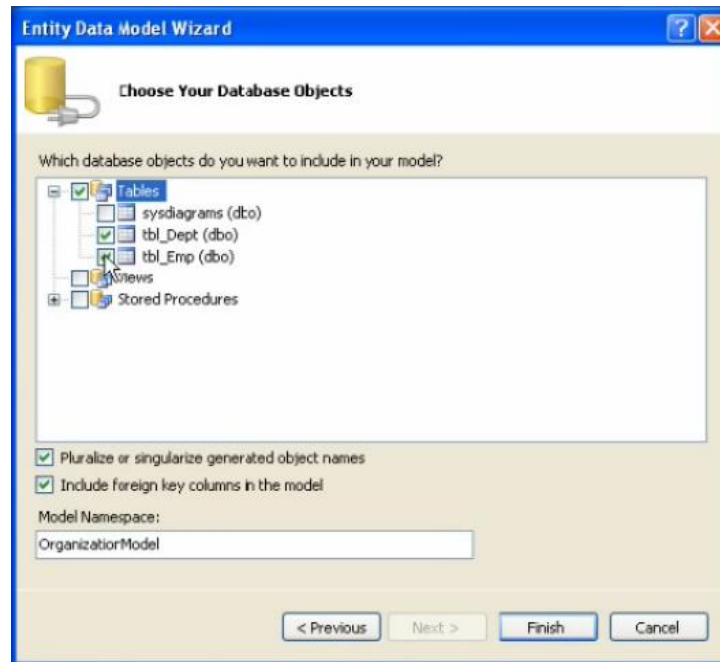 Entity Data Model Wizard
Choose Your Database Objects
Which database objects do you want to include in your model?
Tables
sysdiagrams (dbo)
tbl_Dept (dbo)
tbl_Emp (dbo)
Views
Stored Procedures
Pluralize or singularize generated object names
Include foreign key columns in the model
Model Namespace:
OrganizationModel
< Previous
Next >
Finish
Cancel